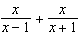 x/(x − 1) + x/(x + 1)